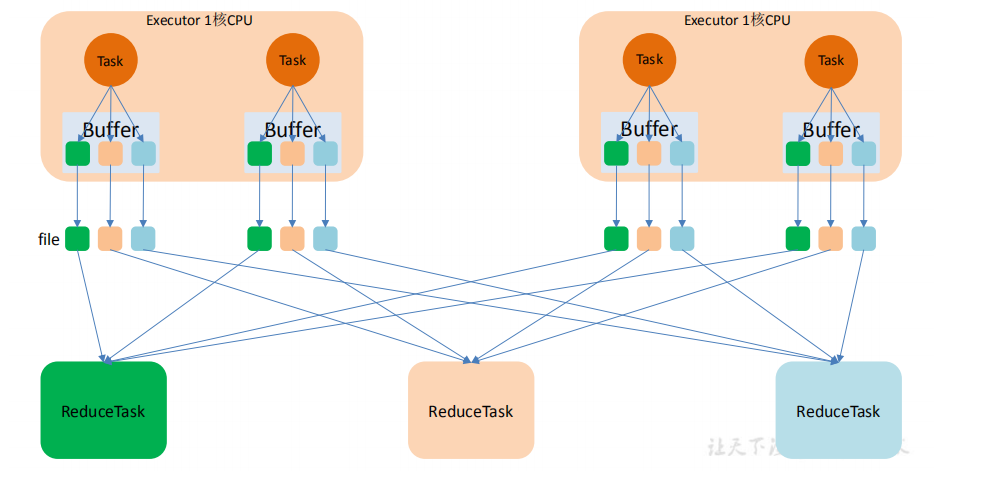 Executor 1核CPU
Executor 1核CPU
Task
Task
Task
Task
Buffer
Buffer
Buffer
Buffer
file
ReduceTask
ReduceTask
ReduceTask
让天下